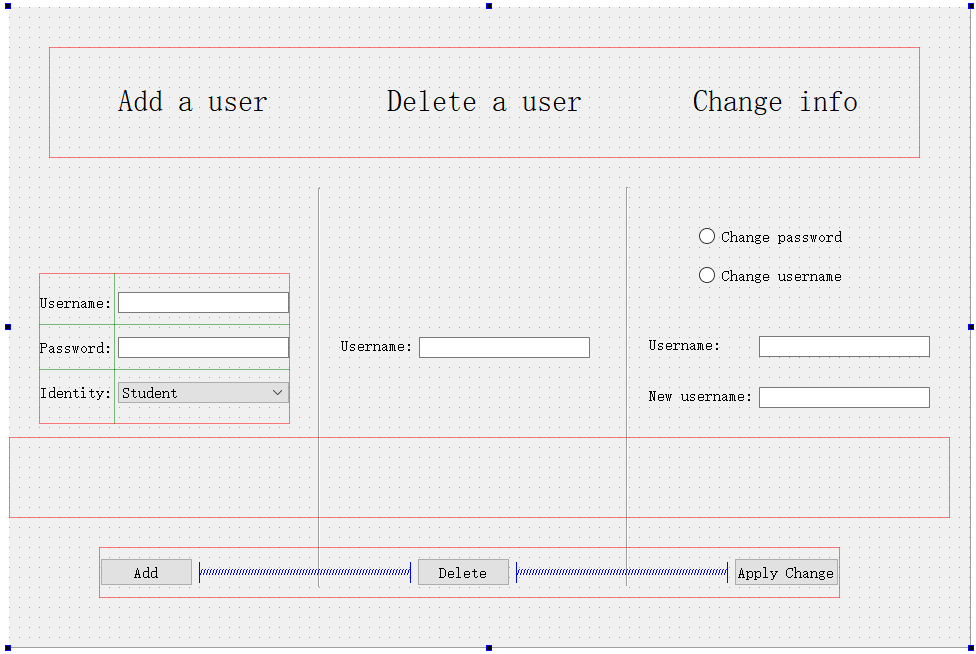 Add a user
Delete a user
Change info
Change password
Change username
Username:
Password:
Identity:
Student
Username:
Username:
New username:
Add
Delete
Apply Change